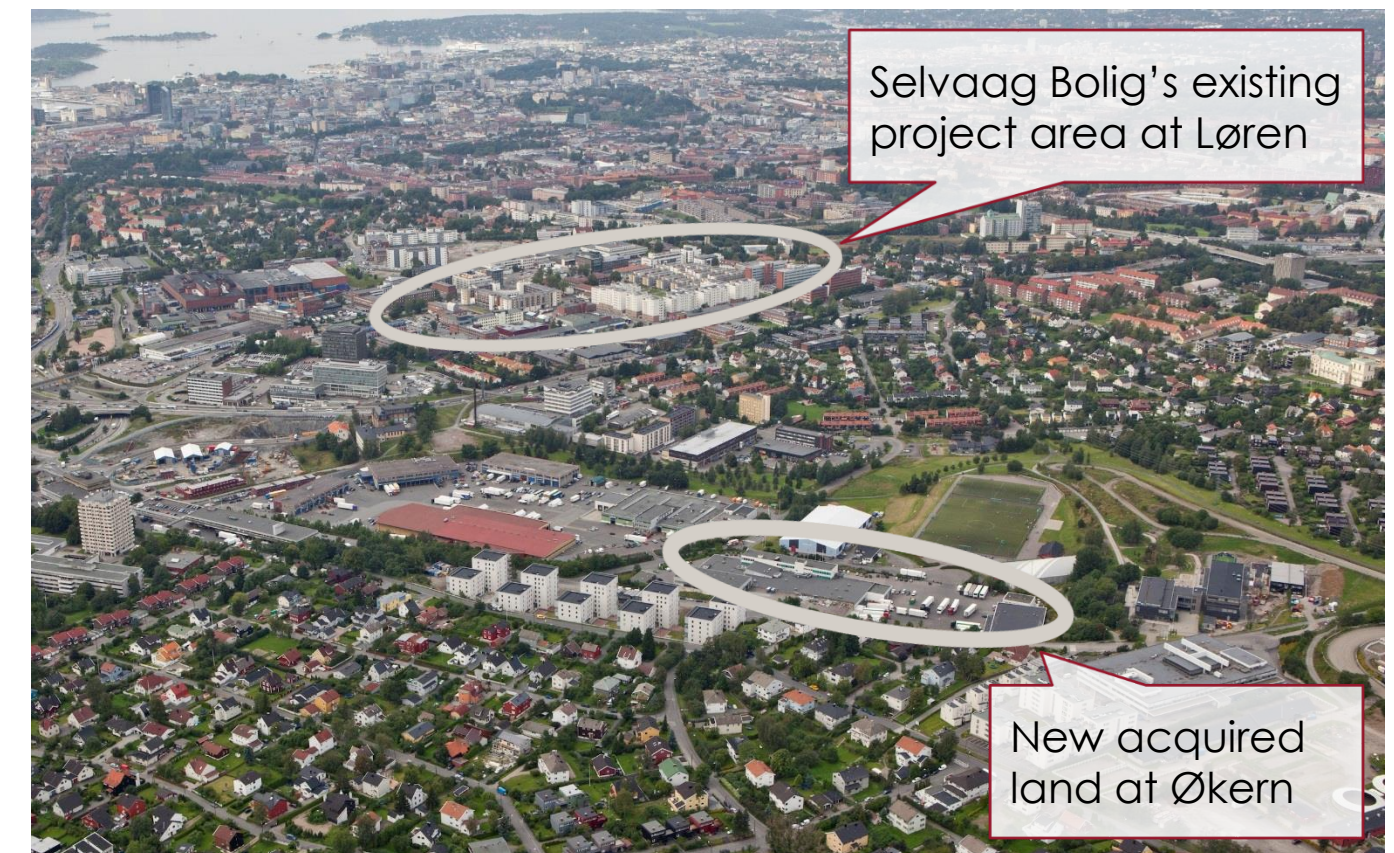 Selvaag Bolig’s existing
project area at Løren
New acquired
land at Økern